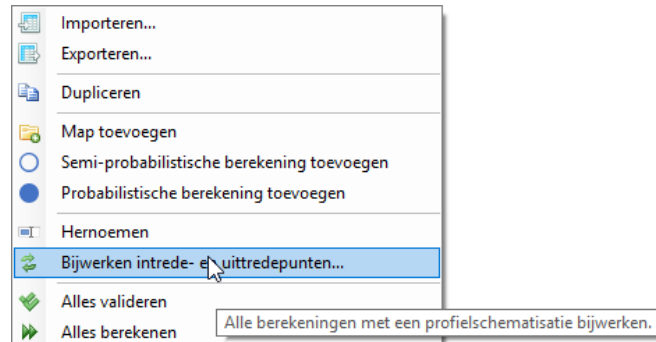 Importeren...
Exporteren...
Dupliceren
Map toevoegen
Semi-probabilistische berekening toevoegen
Probabilistische berekening toevoegen
Hernoemen
Bijwerken intrede- en uittredepunten...
Alles valideren
Alle berekeningen met een profielschematisatie bijwerken.
Alles berekenen